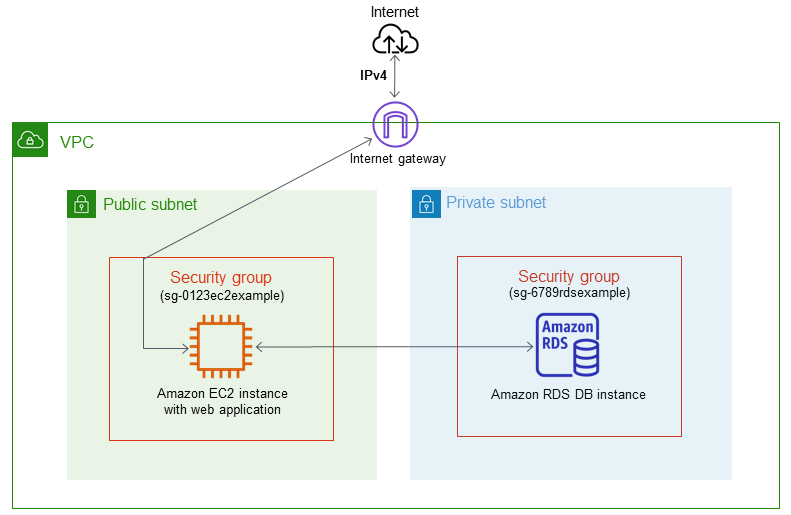 Internet
IPv4
Internet gateway
VPC
Public subnet
Security group
(sg-0123ec2example)
Amazon EC2 instance
with web application
Private subnet
Security group
(sg-6789rdsexample)
Amazon
RDS
Amazon RDS DB instance